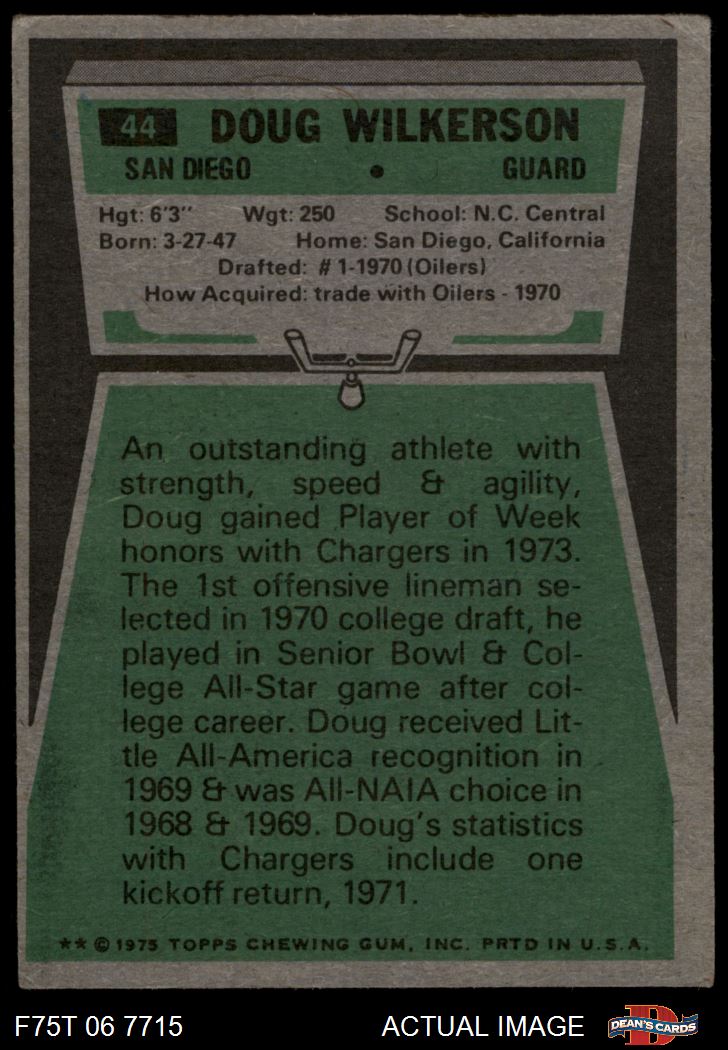 44 DOUG WILKERSON
SAN DIEGO • GUARD
Hgt: 6'3" Wgt: 250 School: N.C. Central
Born: 3-27-47 Home: San Diego, California
Drafted: #1-1970 (Oilers)
How Acquired: trade with Oilers - 1970
An outstanding athlete with
strength, speed & agility,
Doug gained Player of Week
honors with Chargers in 1973.
The 1st offensive lineman se-
lected in 1970 college draft, he
played in Senior Bowl & Col-
lege All-Star game after col-
lege career. Doug received Lit-
tle All-America recognition in
1969 & was All-NAIA choice in
1968 & 1969. Doug's statistics
with Chargers include one
kickoff return, 1971.
** © 1975 TOPPS CHEWING GUM, INC. PRTD IN U.S.A.
F75T 06 7715 ACTUAL IMAGE D DEAN'S CARDS